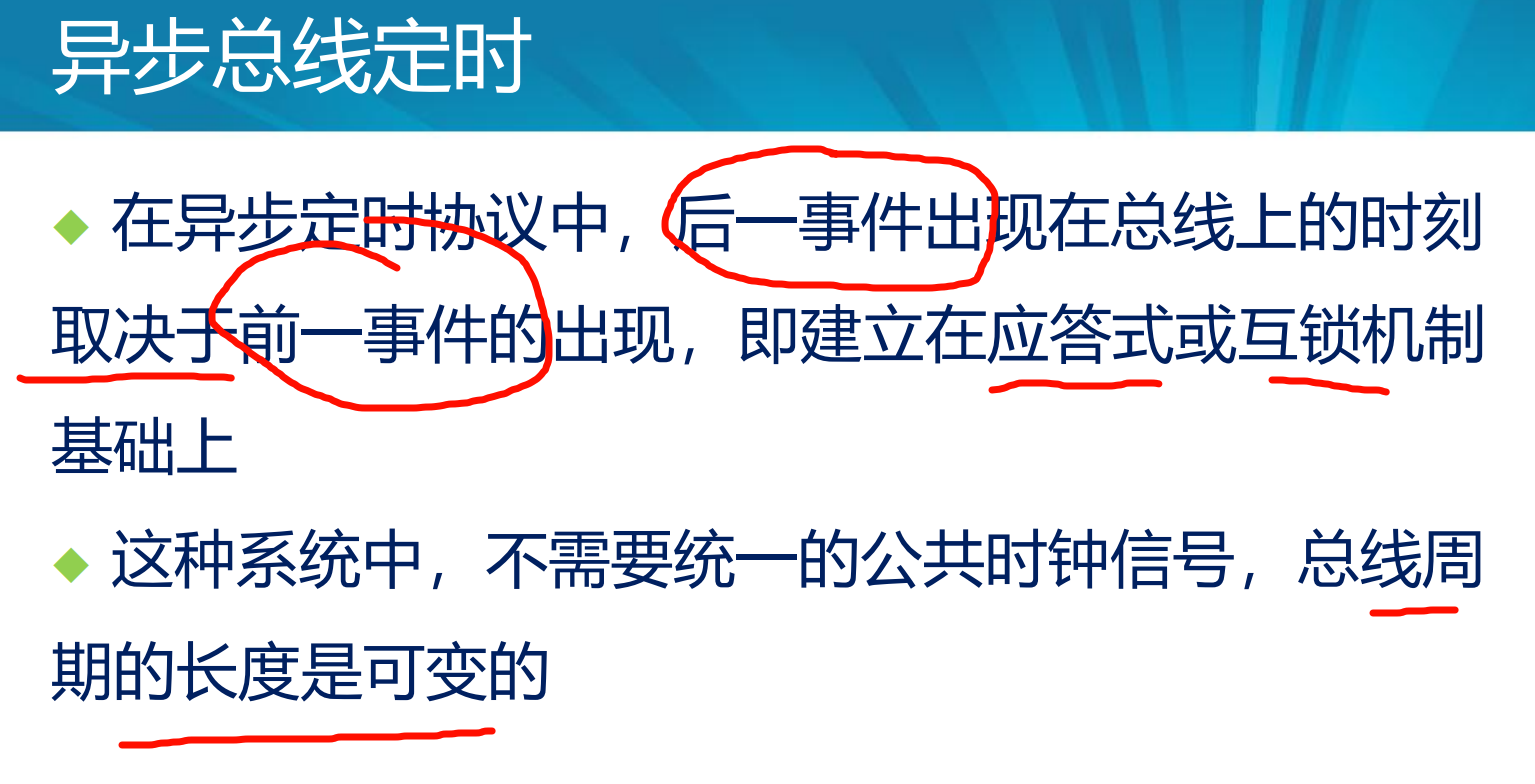 异步总线定时
在异步定时协议中，后一事件出现在总线上的时刻
取决于前一事件的出现，即建立在应答式或互锁机制
基础上
这种系统中，不需要统一的公共时钟信号，总线周
期的长度是可变的